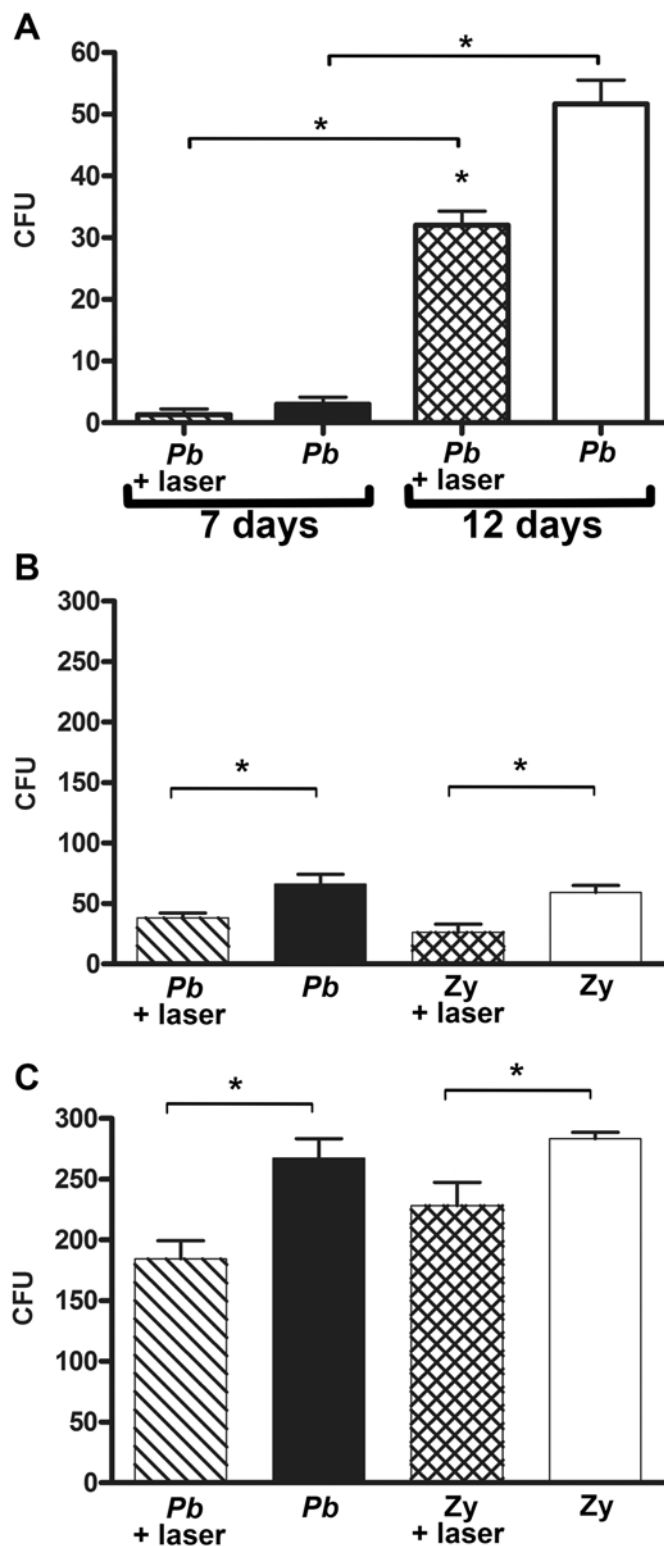 A
*
60
*
50
40
*
CFU
30
20
10
0
Pb Pb Pb Pb
+ laser + laser
7 days 12 days
B
300
250
200
CFU
150
* *
100
50
0
Pb Pb Zy Zy
+ laser + laser
C
* *
300
250
200
CFU
150
100
50
0
Pb Pb Zy Zy
+ laser + laser